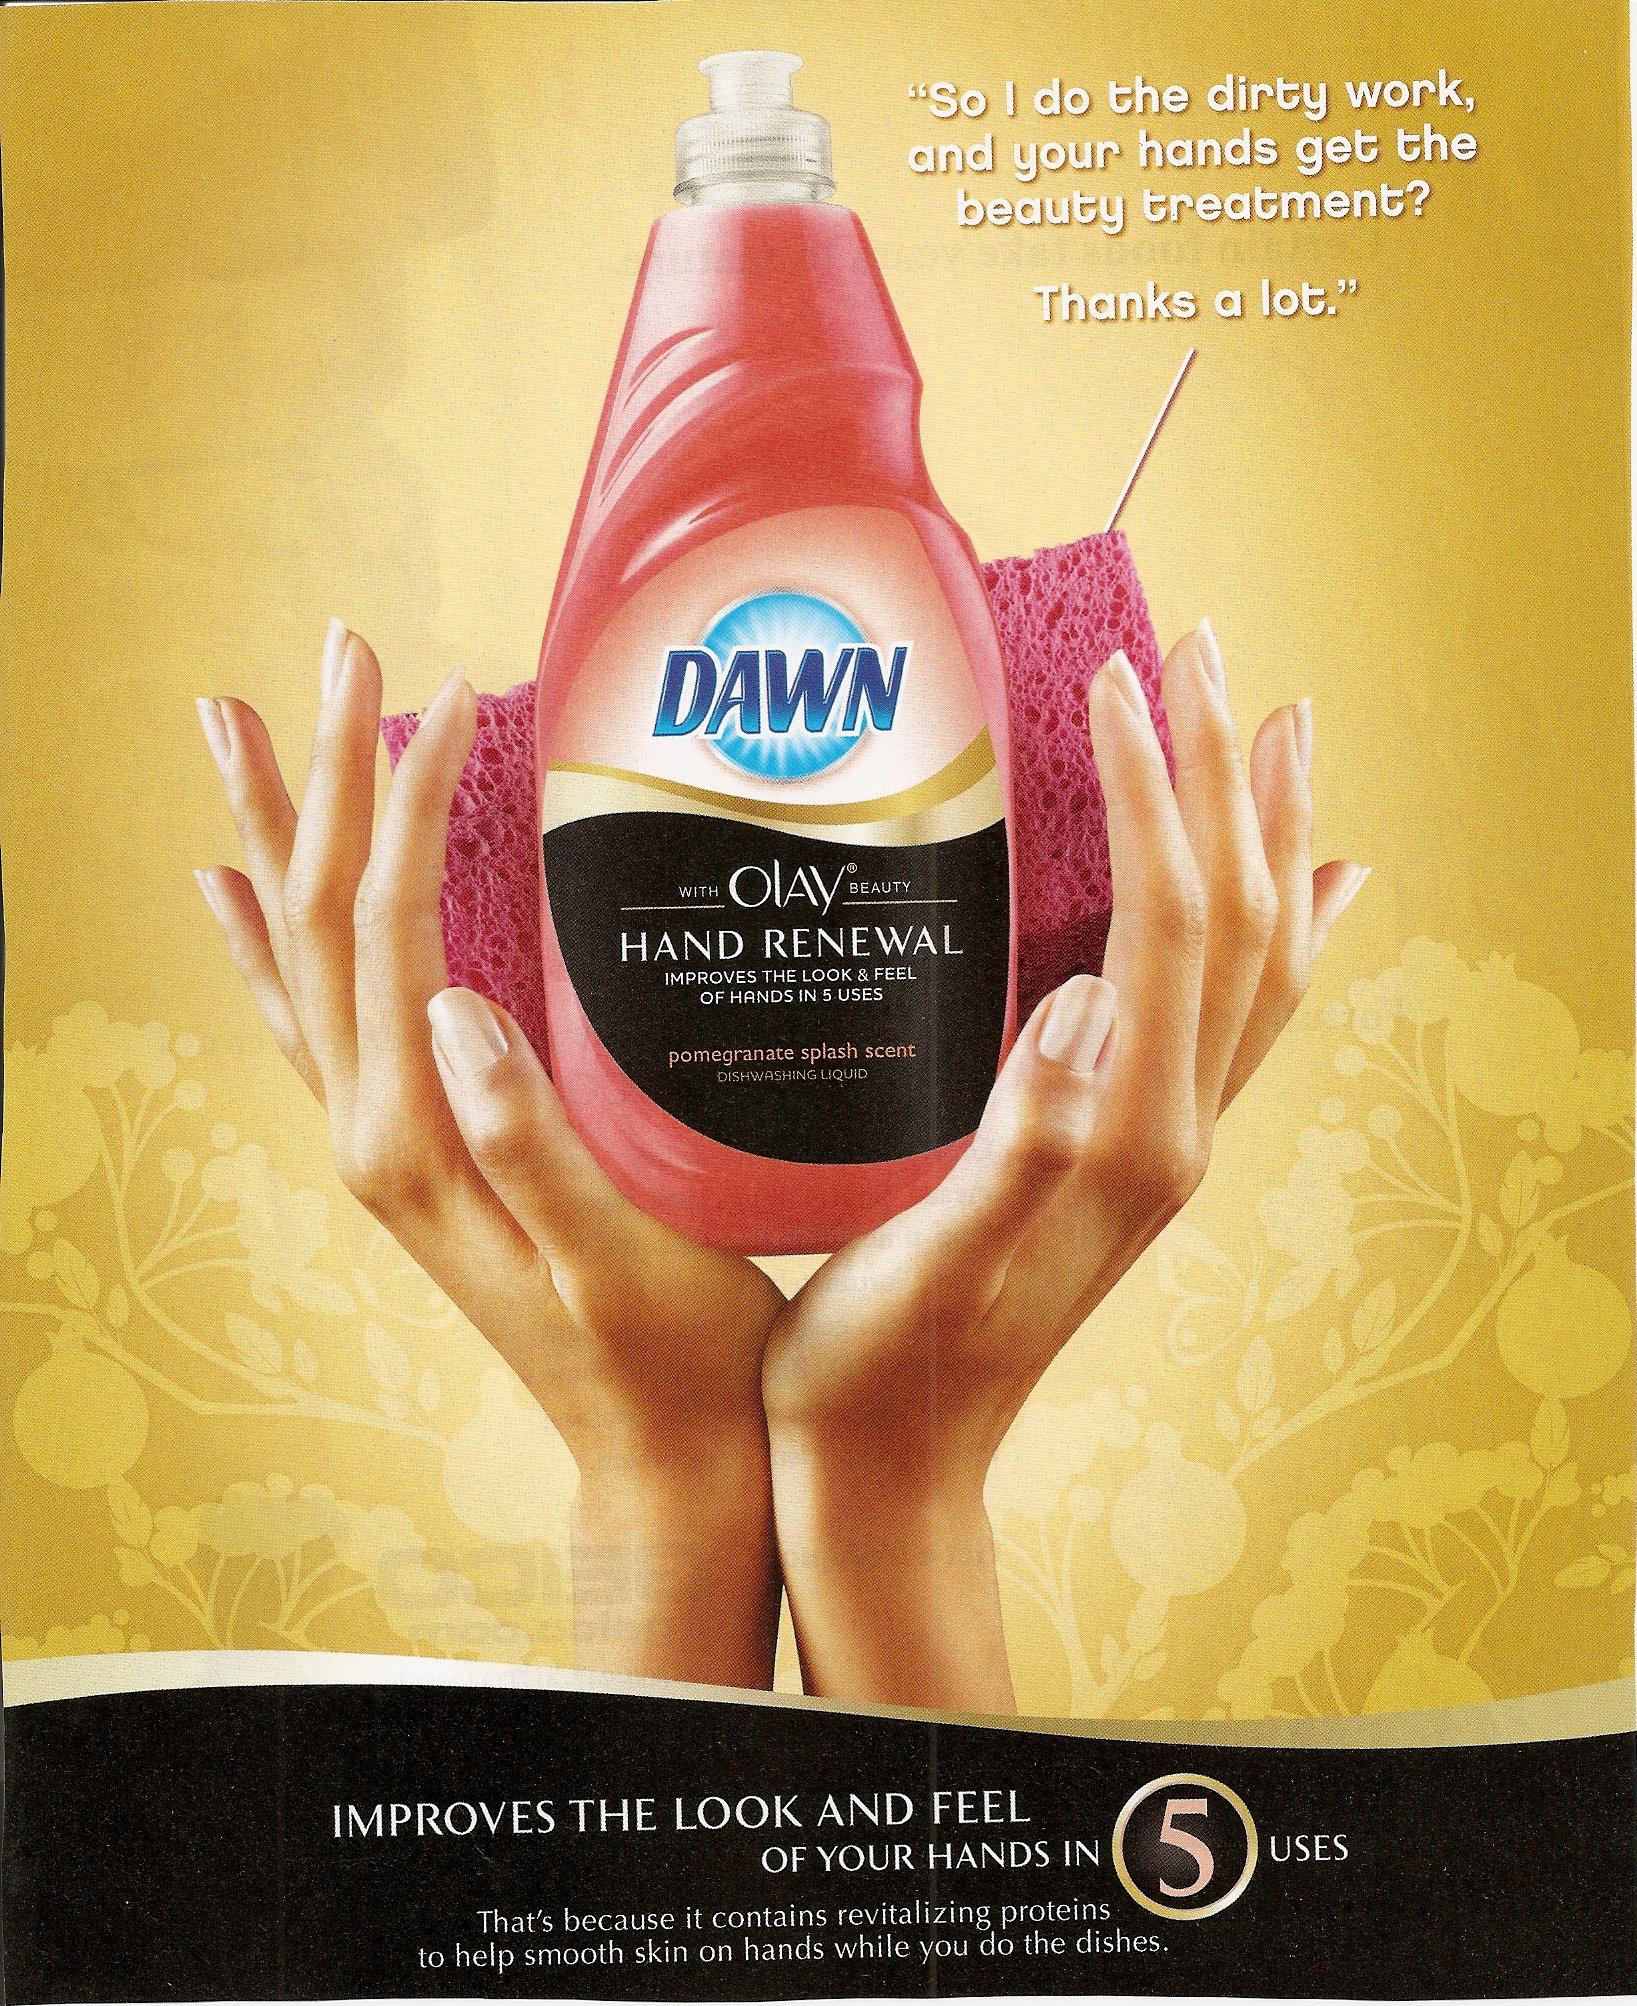 “So I do the dirty work,
and your hands get the
beauty treatment?
Thanks a lot.”
DAWN
WITH OLAY® BEAUTY
HAND RENEWAL
IMPROVES THE LOOK & FEEL
OF HANDS IN 5 USES
pomegranate splash scent
DISHWASHING LIQUID
IMPROVES THE LOOK AND FEEL
OF YOUR HANDS IN 5 USES
That's because it contains revitalizing proteins
to help smooth skin on hands while you do the dishes.